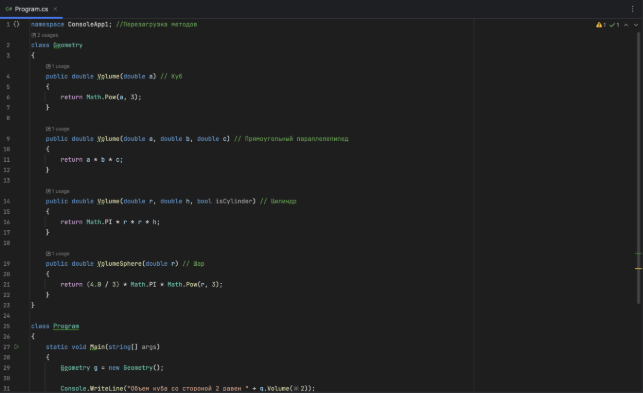 C# Program.cs ×
1 {} namespace ConsoleApp1; //Перезагрузка методов
2 usages
2 class Geometry
3 {
1 usage
4 public double Volume(double a) // Куб
5 {
6 return Math.Pow(a, 3);
7 }
8
1 usage
9 public double Volume(double a, double b, double c) // Прямоугольный параллелепипед
10 {
11 return a * b * c;
12 }
13
1 usage
14 public double Volume(double r, double h, bool isCylinder) // Цилиндр
15 {
16 return Math.PI * r * r * h;
17 }
18
1 usage
19 public double VolumeSphere(double r) // Шар
20 {
21 return (4.0 / 3) * Math.PI * Math.Pow(r, 3);
22 }
23 }
24
25 class Program
26 {
27 static void Main(string[] args)
28 {
29 Geometry g = new Geometry();
30
31 Console.WriteLine("Объем куба со стороной 2 равен " + g.Volume(a: 2));
1 1